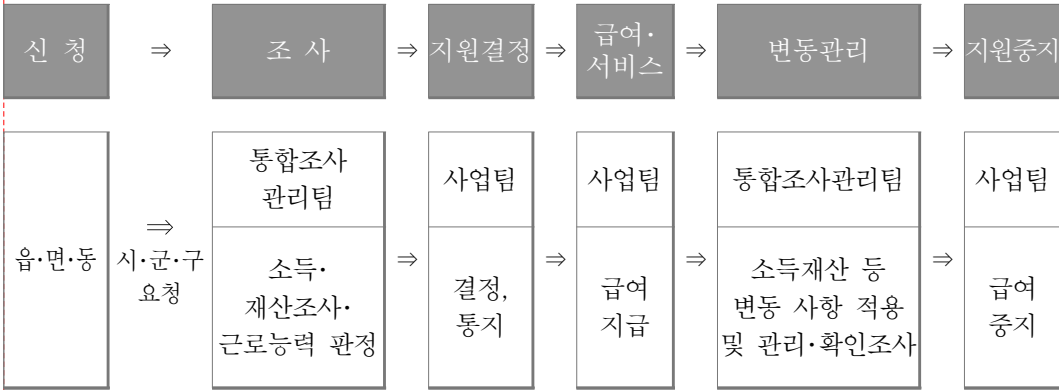 신 청 ⇒ 조 사 ⇒ 지원결정 ⇒ 급여·서비스 ⇒ 변동관리 ⇒ 지원중지
읍·면·동
⇒
시·군·구
요청
통합조사
관리팀
소득·
재산조사·
근로능력 판정
⇒
사업팀
결정,
통지
⇒
사업팀
급여
지급
⇒
통합조사관리팀
소득재산 등
변동 사항 적용
및 관리·확인조사
⇒
사업팀
급여
중지